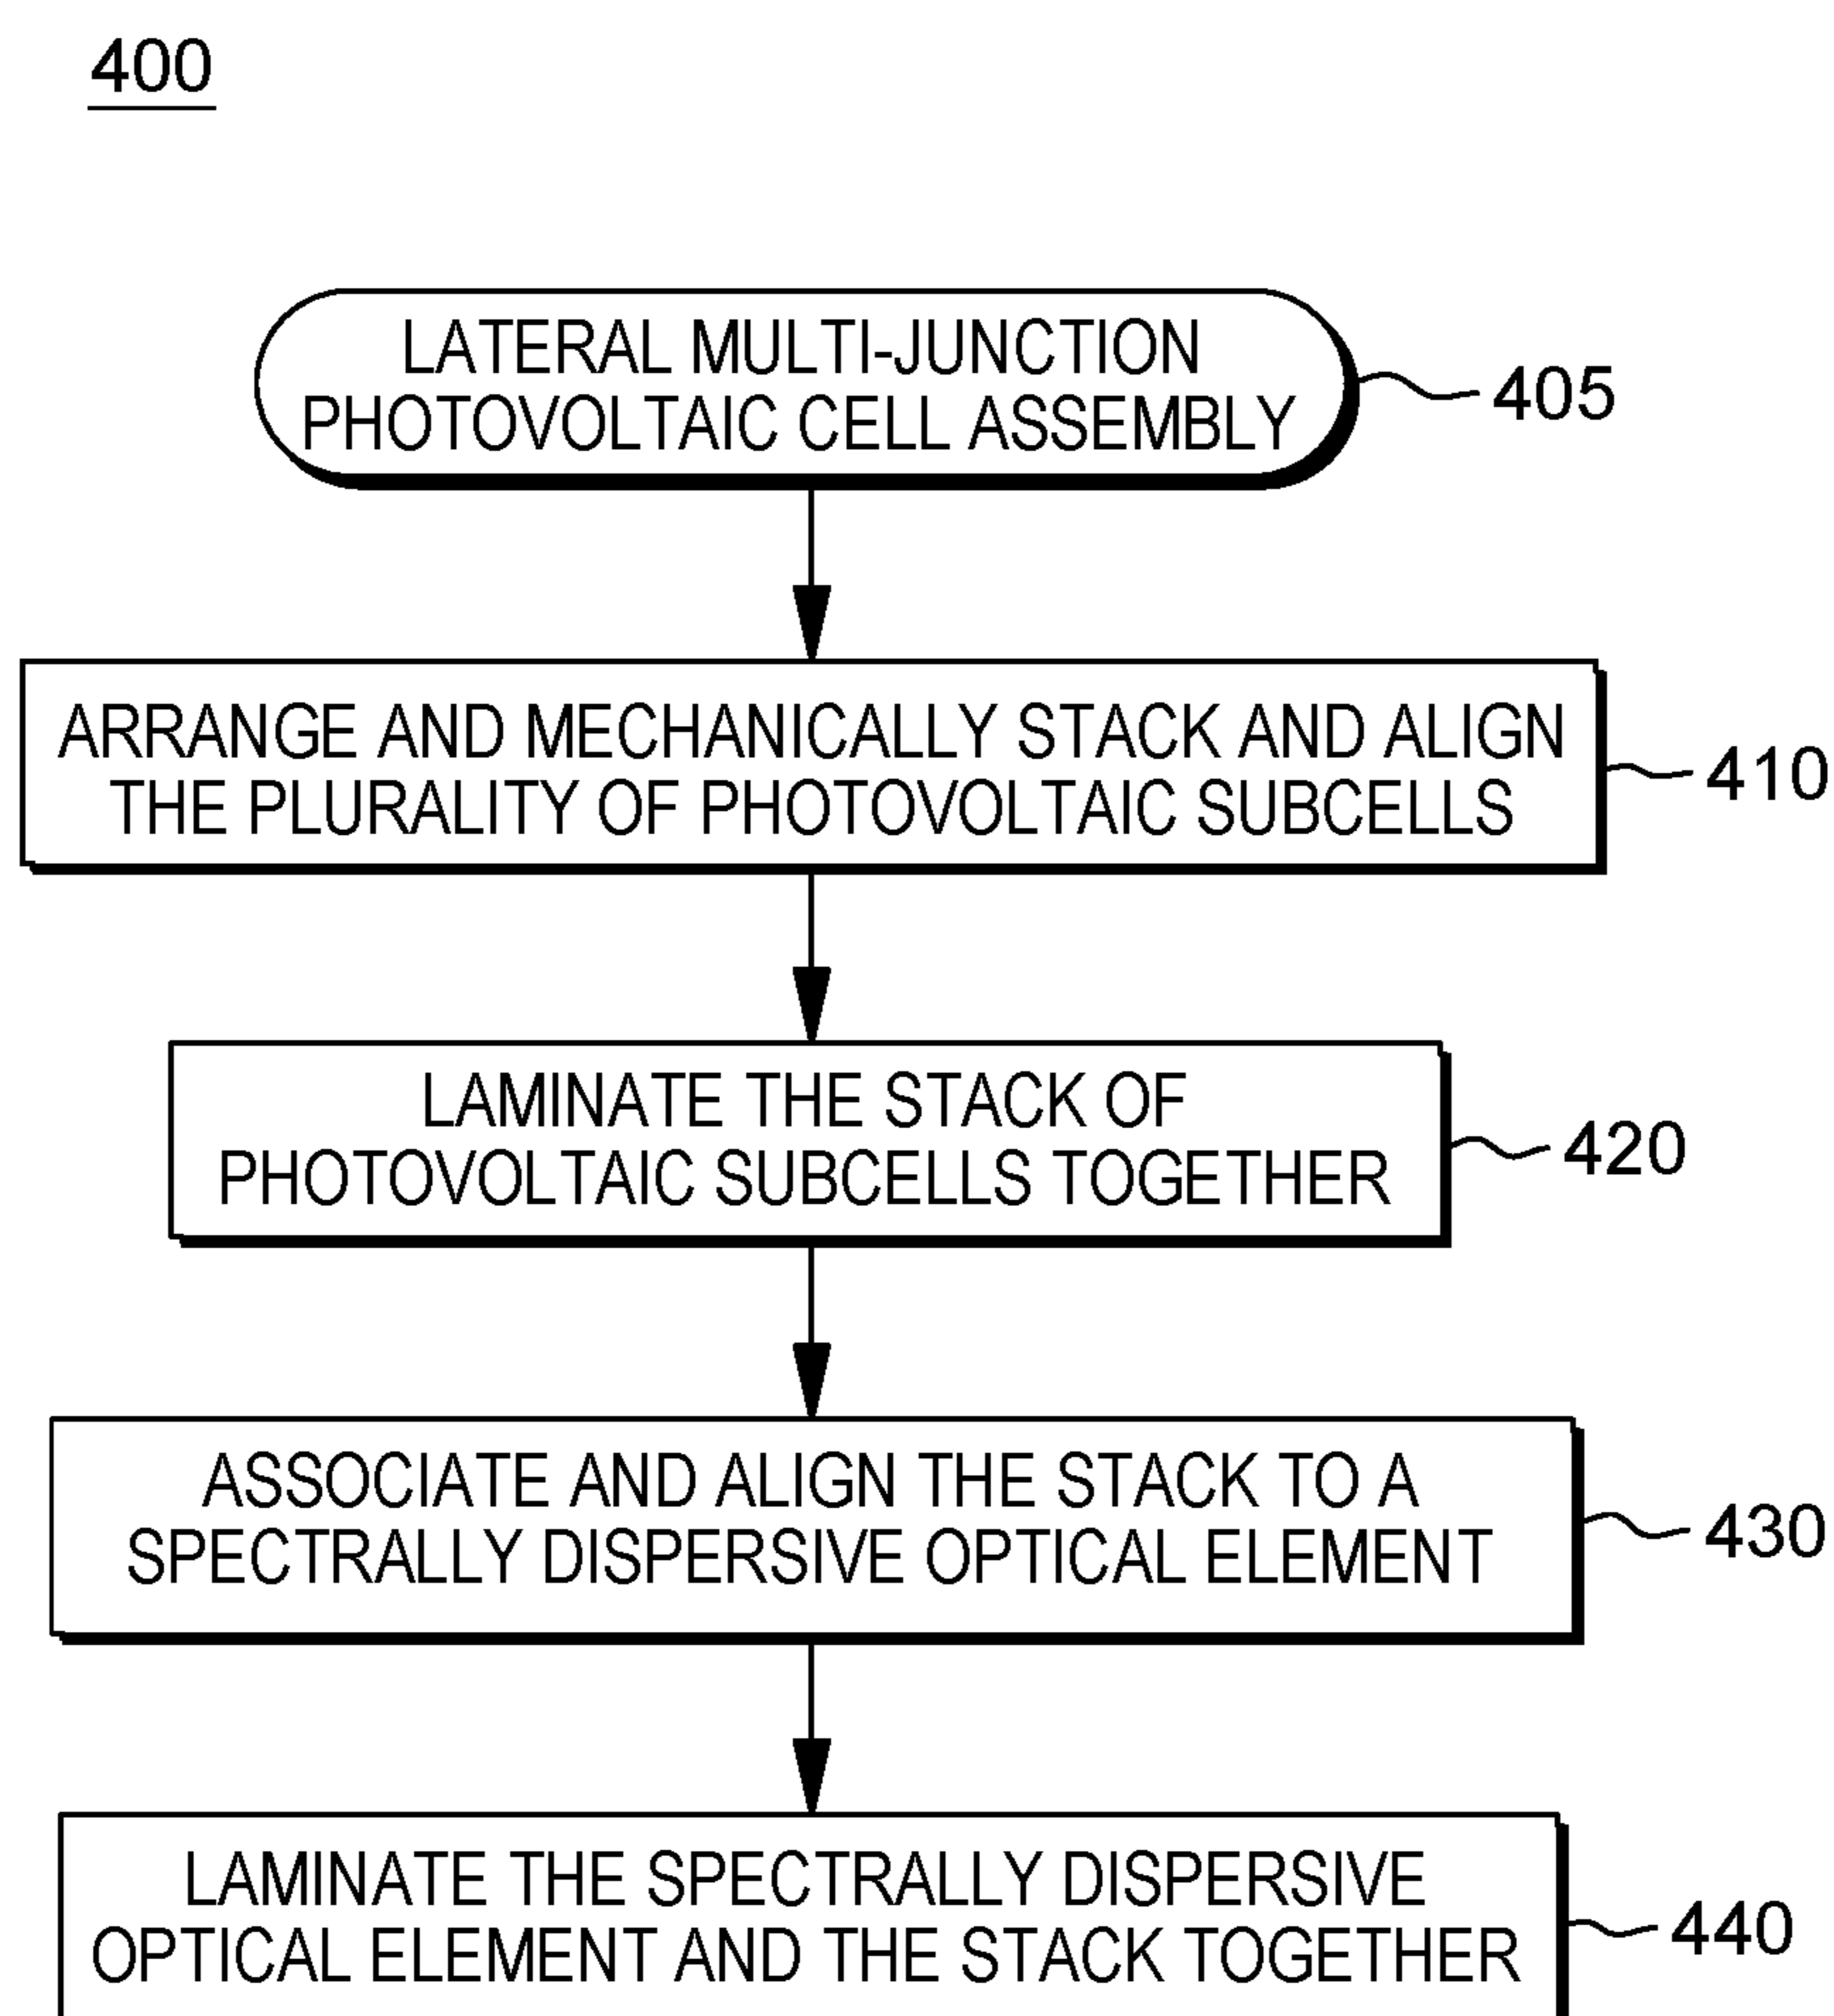 400
LATERAL MULTI-JUNCTION
PHOTOVOLTAIC CELL ASSEMBLY
405
ARRANGE AND MECHANICALLY STACK AND ALIGN
THE PLURALITY OF PHOTOVOLTAIC SUBCELLS
410
LAMINATE THE STACK OF
PHOTOVOLTAIC SUBCELLS TOGETHER
420
ASSOCIATE AND ALIGN THE STACK TO A
SPECTRALLY DISPERSIVE OPTICAL ELEMENT
430
LAMINATE THE SPECTRALLY DISPERSIVE
OPTICAL ELEMENT AND THE STACK TOGETHER
440